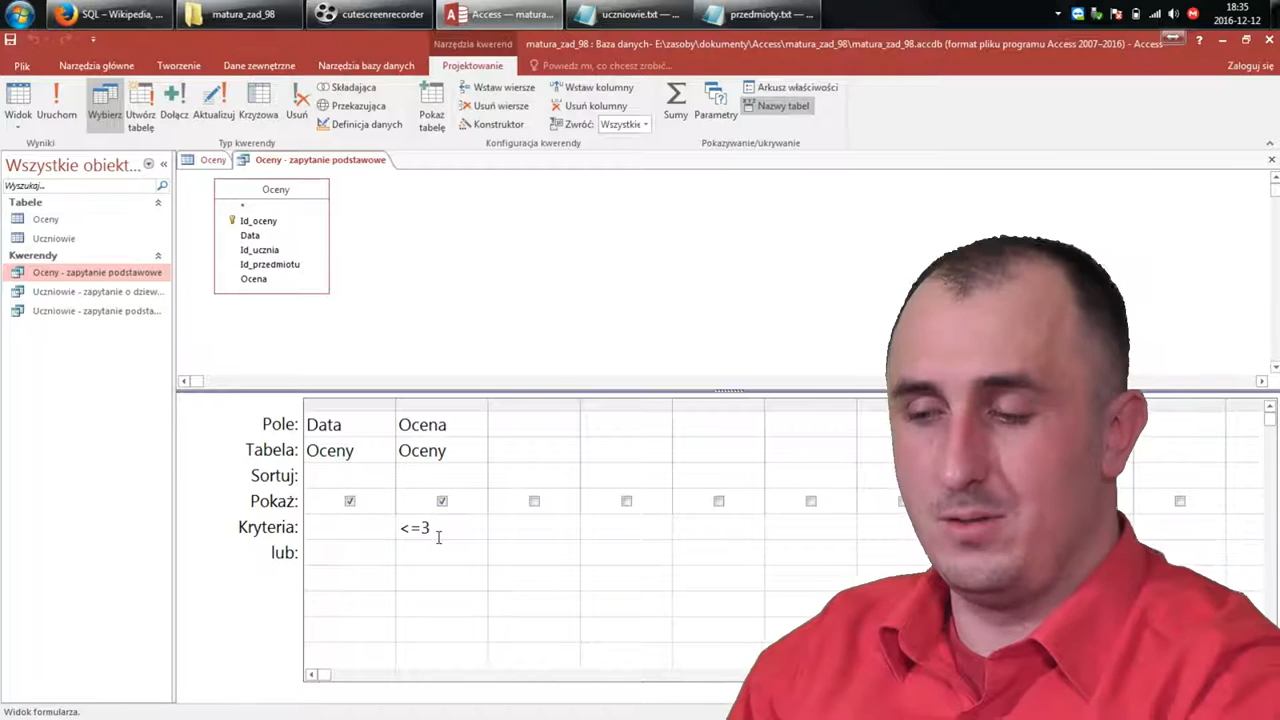 SQL – Wikipedia, ...
matura_zad_98
cutescreenrecorder
Access — matura...
uczniowie.txt — ...
przedmioty.txt — ...
18:35
2016-12-12
Narzędzia kwerend
matura_zad_98 : Baza danych- E:\zasoby\dokumenty\Access\matura_zad_98\matura_zad_98.accdb (format pliku programu Access 2007–2016) - Access
Plik
Narzędzia główne
Tworzenie
Dane zewnętrzne
Narzędzia bazy danych
Projektowanie
Powiedz mi, co chcesz zrobić...
Zaloguj się
Widok
Uruchom
Wybierz
Utwórz tabelę
Dołącz
Aktualizuj
Krzyżowa
Usuń
Składająca
Przekazująca
Definicja danych
Pokaż tabelę
Wstaw wiersze
Usuń wiersze
Konstruktor
Wstaw kolumny
Usuń kolumny
Zwróć: Wszystkie
Sumy
Parametry
Arkusz właściwości
Nazwy tabel
Wyniki
Typ kwerendy
Konfiguracja kwerendy
Pokazywanie/ukrywanie
Wszystkie obiekt...
Wyszukaj...
Tabele
Oceny
Uczniowie
Kwerendy
Oceny - zapytanie podstawowe
Uczniowie - zapytanie o dziew...
Uczniowie - zapytanie podsta...
Oceny
Oceny - zapytanie podstawowe
Oceny
*
Id_oceny
Data
Id_ucznia
Id_przedmiotu
Ocena
Pole: Data Ocena
Tabela: Oceny Oceny
Sortuj:
Pokaż:
Kryteria: <=3
lub:
Widok formularza.